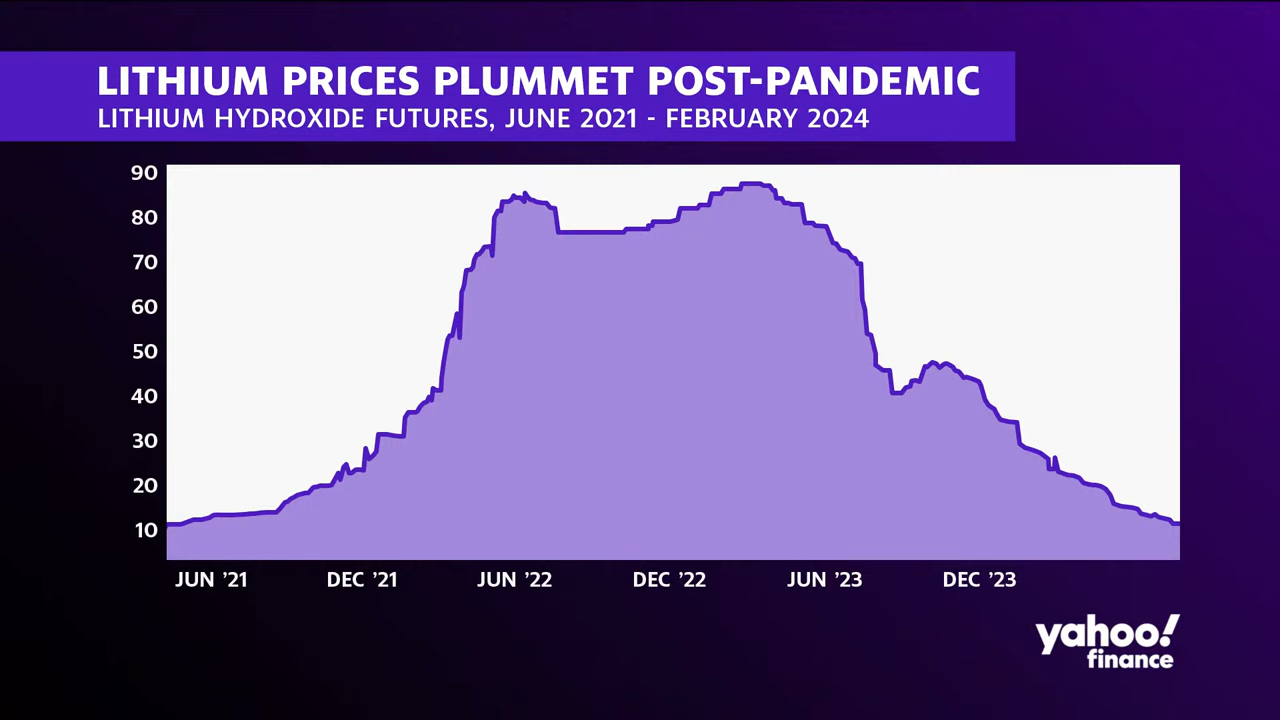 LITHIUM PRICES PLUMMET POST-PANDEMIC
LITHIUM HYDROXIDE FUTURES, JUNE 2021 - FEBRUARY 2024
90
80
70
60
50
40
30
20
10
JUN ’21 DEC ’21 JUN ’22 DEC ’22 JUN ’23 DEC ’23
yahoo!
finance